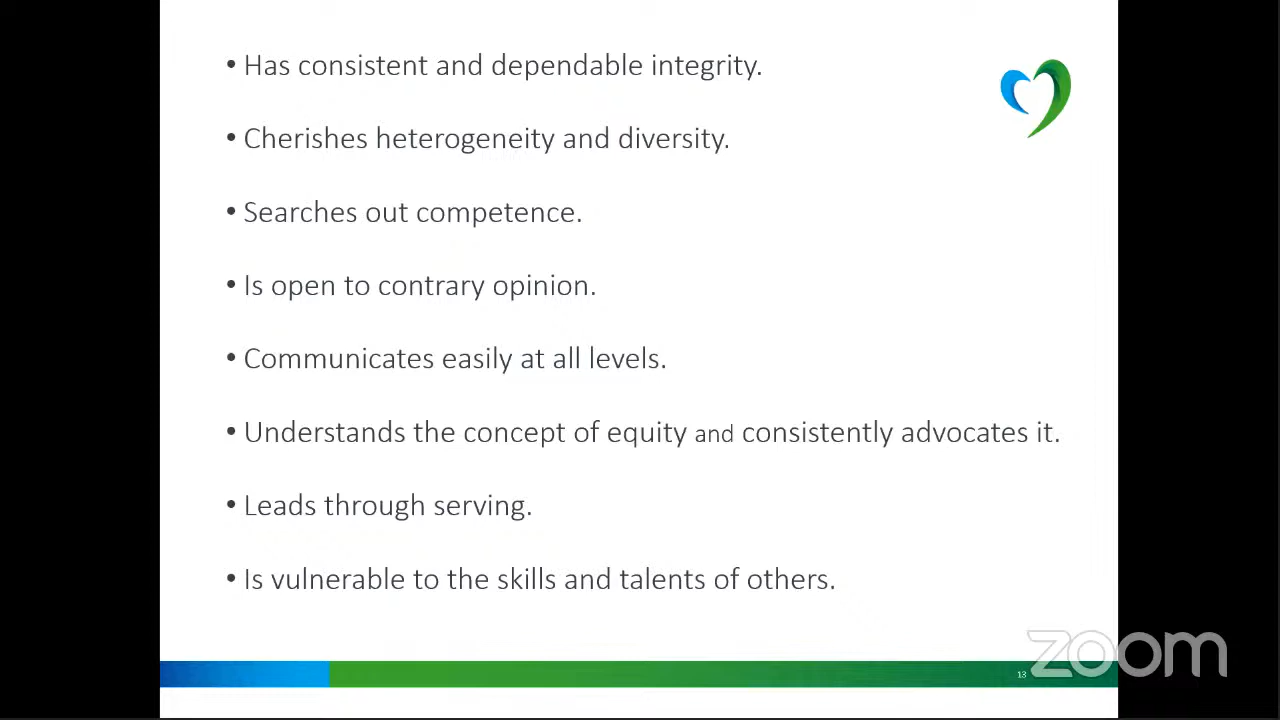 • Has consistent and dependable integrity.
• Cherishes heterogeneity and diversity.
• Searches out competence.
• Is open to contrary opinion.
• Communicates easily at all levels.
• Understands the concept of equity and consistently advocates it.
• Leads through serving.
• Is vulnerable to the skills and talents of others.
13
zoom